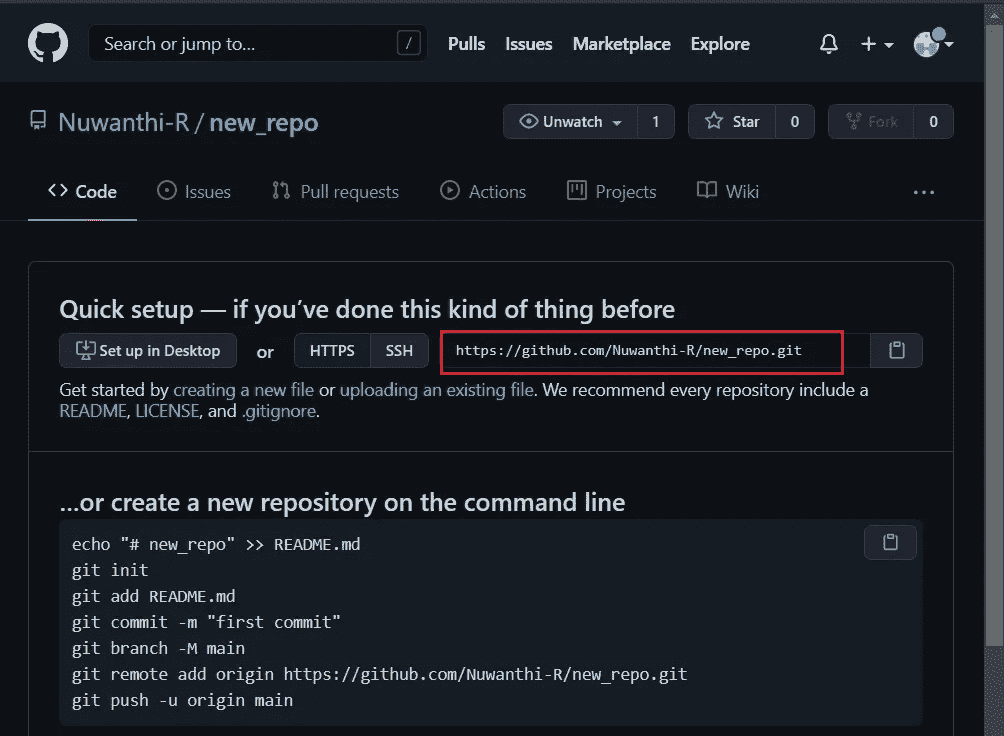 Search or jump to... / Pulls Issues Marketplace Explore
Nuwanthi-R / new_repo Unwatch 1 Star 0 Fork 0
Code Issues Pull requests Actions Projects Wiki ...
Quick setup — if you’ve done this kind of thing before
Set up in Desktop or HTTPS SSH https://github.com/Nuwanthi-R/new_repo.git
Get started by creating a new file or uploading an existing file. We recommend every repository include a
README, LICENSE, and .gitignore.
...or create a new repository on the command line
echo "# new_repo" >> README.md
git init
git add README.md
git commit -m "first commit"
git branch -M main
git remote add origin https://github.com/Nuwanthi-R/new_repo.git
git push -u origin main